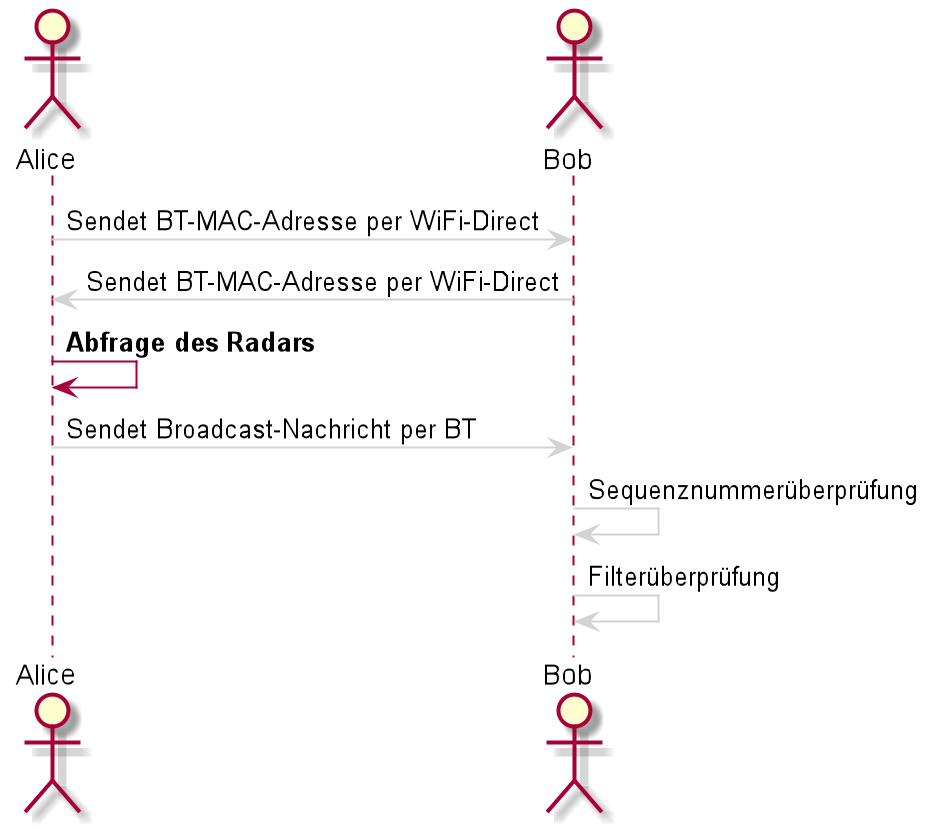 Alice
Bob
Sendet BT-MAC-Adresse per WiFi-Direct
Sendet BT-MAC-Adresse per WiFi-Direct
Abfrage des Radars
Sendet Broadcast-Nachricht per BT
Sequenznummerüberprüfung
Filterüberprüfung
Alice
Bob